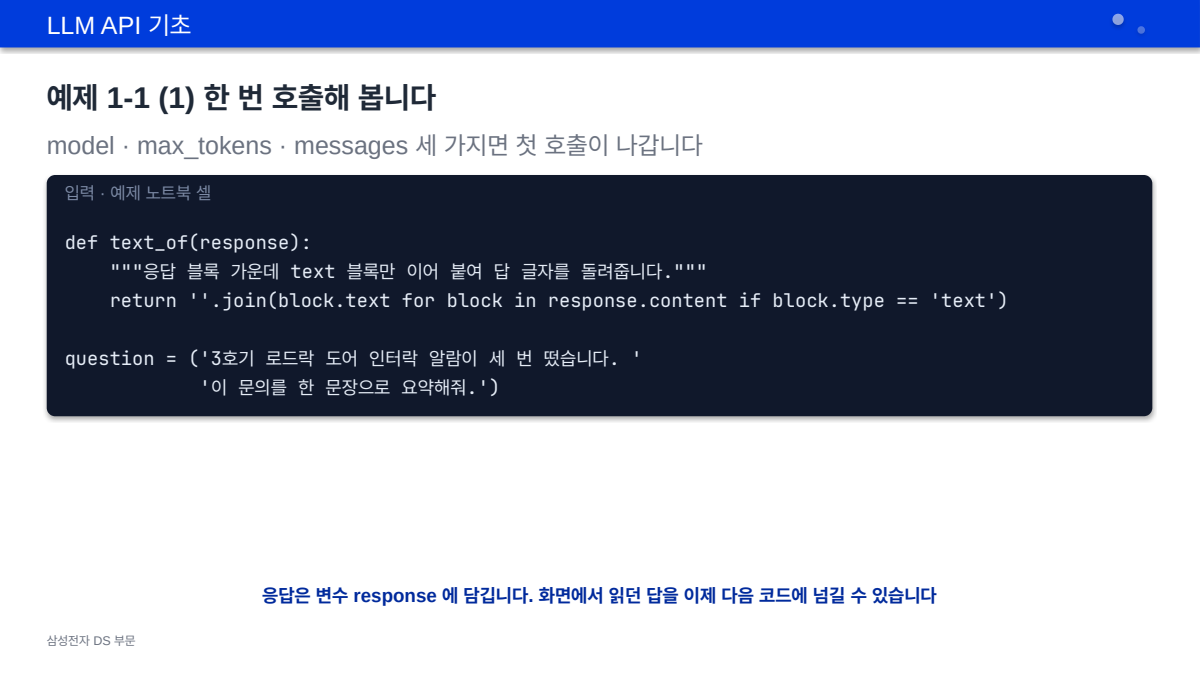 LLM API 기초
예제 1-1 (1) 한 번 호출해 봅니다
model · max_tokens · messages 세 가지면 첫 호출이 나갑니다
입력 · 예제 노트북 셀
def text_of(response):
    """응답 블록 가운데 text 블록만 이어 붙여 답 글자를 돌려줍니다."""
    return ''.join(block.text for block in response.content if block.type == 'text')
question = ('3호기 로드락 도어 인터락 알람이 세 번 떴습니다. '
            '이 문의를 한 문장으로 요약해줘.')
응답은 변수 response 에 담깁니다. 화면에서 읽던 답을 이제 다음 코드에 넘길 수 있습니다
삼성전자 DS 부문